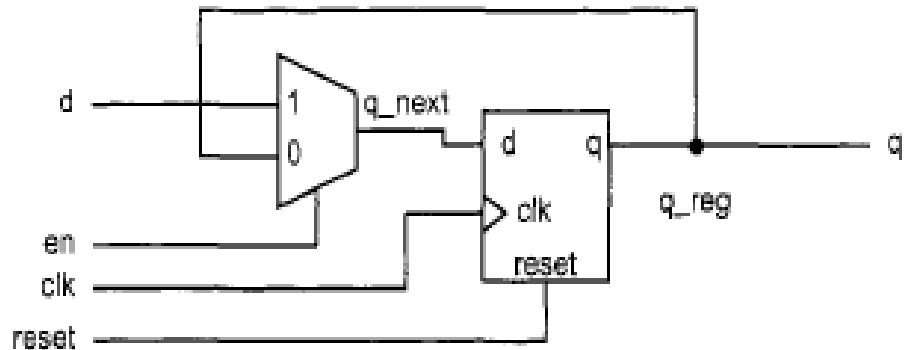 d
1
q_next
0
d
q
q
clk
q_reg
en
reset
clk
reset